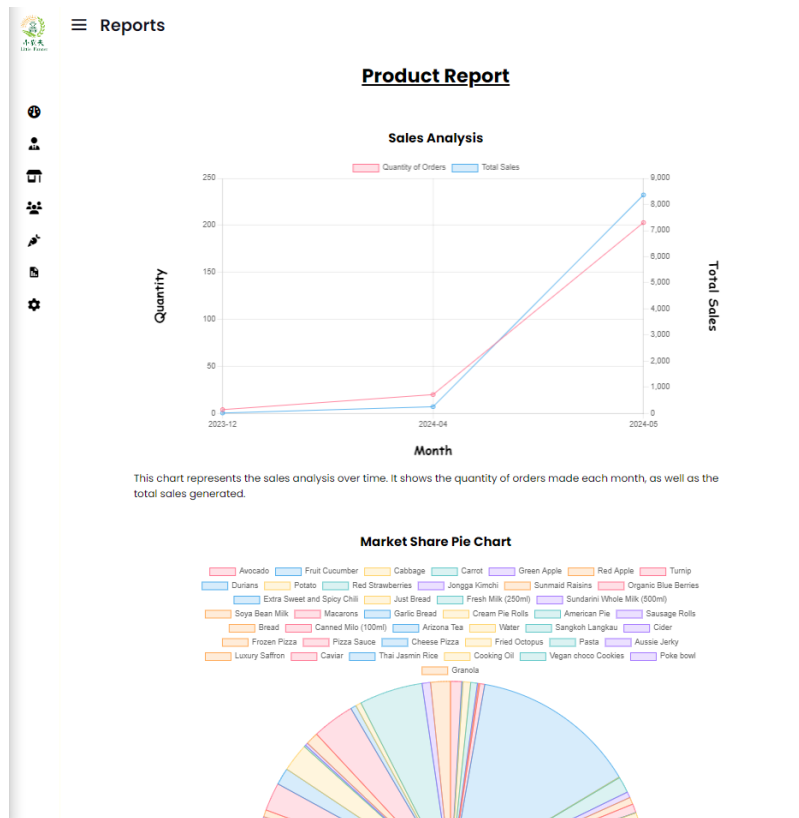 小農夫
Reports
Product Report
Sales Analysis
Quantity of Orders Total Sales
250 9,000
8,000
200
7,000
6,000
150
5,000
Quantity
Total Sales
4,000
100
3,000
50
2,000
1,000
0 0
2023-12 2024-04 2024-05
Month
This chart represents the sales analysis over time. It shows the quantity of orders made each month, as well as the
total sales generated.
Market Share Pie Chart
Avocado Fruit Cucumber Cabbage Carrot Green Apple Red Apple Turnip
Durians Potato Red Strawberries Jongga Kimchi Sunmaid Raisins Organic Blue Berries
Extra Sweet and Spicy Chili Just Bread Fresh Milk (250ml) Sundarini Whole Milk (500ml)
Soya Bean Milk Macarons Garlic Bread Cream Pie Rolls American Pie Sausage Rolls
Bread Canned Milo (100ml) Arizona Tea Water Sangkoh Langkau Cider
Frozen Pizza Pizza Sauce Cheese Pizza Fried Octopus Pasta Aussie Jerky
Luxury Saffron Caviar Thai Jasmin Rice Cooking Oil Vegan choco Cookies Poke bowl
Granola